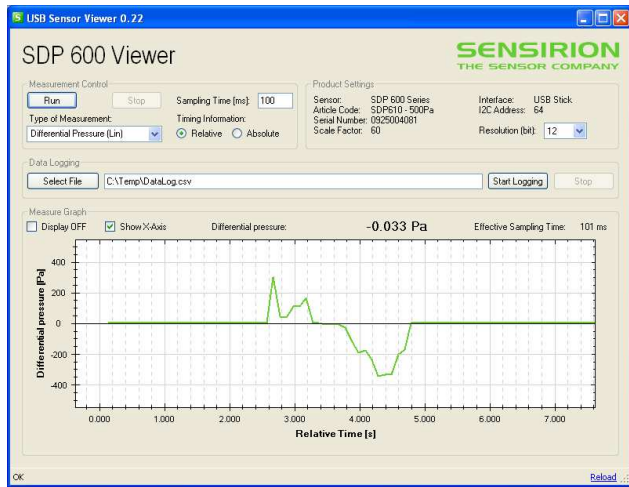 USB Sensor Viewer 0.22
SDP 600 Viewer
SENSIRION
THE SENSOR COMPANY
Measurement Control
Run
Stop
Sampling Time [ms]: 100
Type of Measurement:
Timing Information:
Differential Pressure (Lin)
Relative
Absolute
Product Settings
Sensor: SDP 600 Series
Article Code: SDP610 - 500Pa
Serial Number: 0925004081
Scale Factor: 60
Interface: USB Stick
I2C Address: 64
Resolution (bit): 12
Data Logging
Select File
C:\Temp\DataLog.csv
Start Logging
Stop
Measure Graph
Display OFF
Show X-Axis
Differential pressure:
-0.033 Pa
Effective Sampling Time: 101 ms
Differential pressure [Pa]
400
200
0
-200
-400
0.000 1.000 2.000 3.000 4.000 5.000 6.000 7.000
Relative Time [s]
OK
Reload